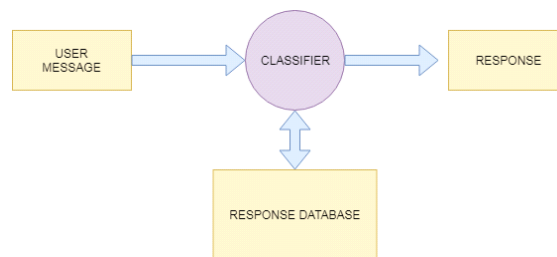 USER
MESSAGE
CLASSIFIER
RESPONSE
RESPONSE DATABASE